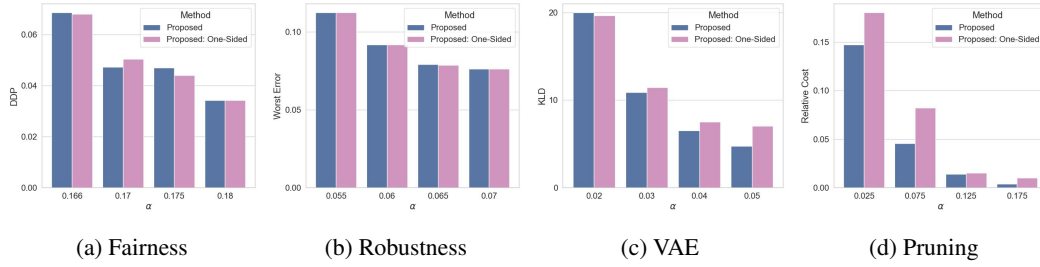 Method
Proposed
Proposed: One-Sided
0.06
0.04
0.02
0.00
DDP
0.166 0.17 0.175 0.18
α
(a) Fairness
Method
Proposed
Proposed: One-Sided
0.10
0.05
0.00
Worst Error
0.055 0.06 0.065 0.07
α
(b) Robustness
Method
Proposed
Proposed: One-Sided
20
10
0
KLD
0.02 0.03 0.04 0.05
α
(c) VAE
Method
Proposed
Proposed: One-Sided
0.15
0.10
0.05
0.00
Relative Cost
0.025 0.075 0.125 0.175
α
(d) Pruning